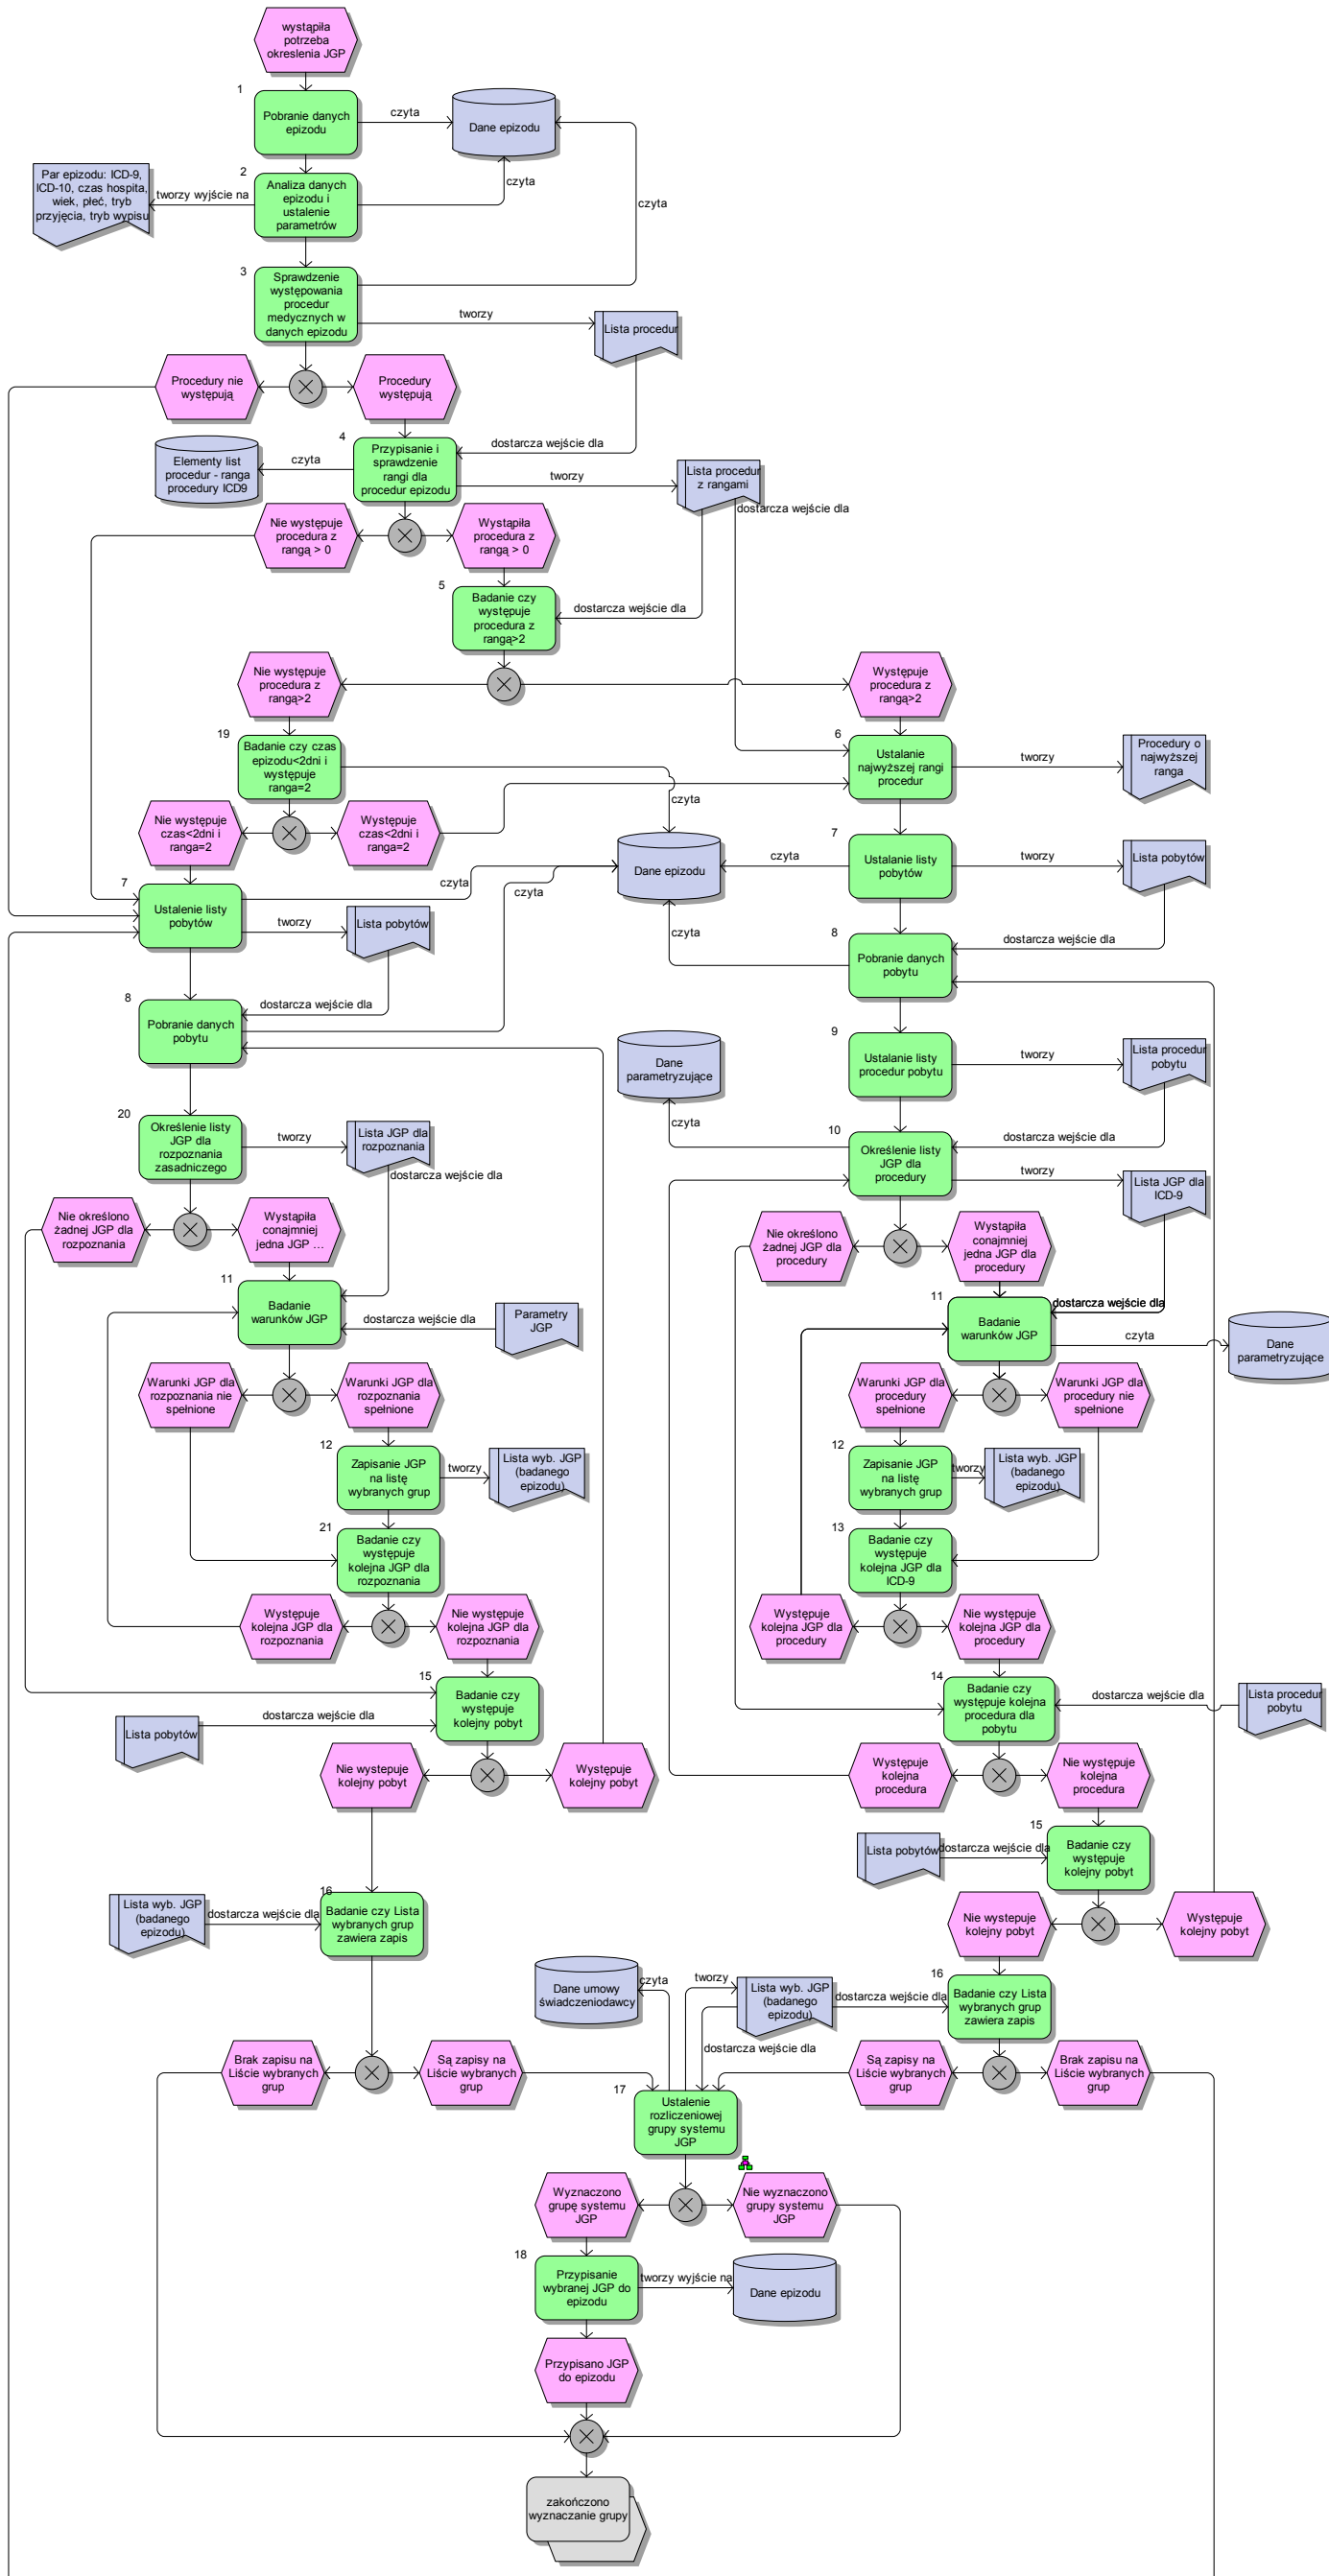 wystąpiła
potrzeba
okreslenia JGP
1
Pobranie danych
epizodu
czyta
Dane epizodu
Par epizodu: ICD-9,
ICD-10, czas hospita,
wiek, płeć, tryb
przyjęcia, tryb wypisu
tworzy wyjście na
2
Analiza danych
epizodu i
ustalenie
parametrów
czyta
czyta
3
Sprawdzenie
występowania
procedur
medycznych w
danych epizodu
tworzy
Lista procedur
Procedury nie
występują
Procedury
występują
4
Przypisanie i
sprawdzenie
rangi dla
procedur epizodu
dostarcza wejście dla
Elementy list
procedur - ranga
procedury ICD9
czyta
tworzy
Lista procedur
z rangami
dostarcza wejście dla
Nie występuje
procedura z
rangą > 0
Wystąpiła
procedura z
rangą > 0
5
Badanie czy
występuje
procedura z
rangą>2
dostarcza wejście dla
Nie występuje
procedura z
rangą>2
Występuje
procedura z
rangą>2
19
Badanie czy czas
epizodu<2dni i
występuje
ranga=2
6
Ustalanie
najwyższej rangi
procedur
tworzy
Procedury o
najwyższej
ranga
czyta
Nie występuje
czas<2dni i
ranga=2
Występuje
czas<2dni i
ranga=2
7
Ustalanie listy
pobytów
czyta
tworzy
Lista pobytów
Dane epizodu
7
Ustalenie listy
pobytów
czyta
czyta
tworzy
Lista pobytów
8
Pobranie danych
pobytu
czyta
dostarcza wejście dla
8
Pobranie danych
pobytu
dostarcza wejście dla
9
Ustalanie listy
procedur pobytu
tworzy
Lista procedur
pobytu
Dane
parametryzujące
20
Określenie listy
JGP dla
rozpoznania
zasadniczego
tworzy
Lista JGP dla
rozpoznania
dostarcza wejście dla
10
Określenie listy
JGP dla
procedury
czyta
dostarcza wejście dla
tworzy
Lista JGP dla
ICD-9
Nie określono
żadnej JGP dla
rozpoznania
Wystąpiła
conajmniej
jedna JGP ...
Nie określono
żadnej JGP dla
procedury
Wystąpiła
conajmniej
jedna JGP dla
procedury
11
Badanie
warunków JGP
dostarcza wejście dla
Parametry
JGP
11
Badanie
warunków JGP
dostarcza wejście dla
czyta
Dane
parametryzujące
Warunki JGP dla
rozpoznania nie
spełnione
Warunki JGP dla
rozpoznania
spełnione
Warunki JGP dla
procedury
spełnione
Warunki JGP dla
procedury nie
spełnione
12
Zapisanie JGP
na listę
wybranych grup
tworzy
Lista wyb. JGP
(badanego
epizodu)
12
Zapisanie JGP
na listę
wybranych grup
tworzy
Lista wyb. JGP
(badanego
epizodu)
21
Badanie czy
występuje
kolejna JGP dla
rozpoznania
13
Badanie czy
występuje
kolejna JGP dla
ICD-9
Występuje
kolejna JGP dla
rozpoznania
Nie występuje
kolejna JGP dla
rozpoznania
Występuje
kolejna JGP dla
procedury
Nie występuje
kolejna JGP dla
procedury
15
Badanie czy
występuje
kolejny pobyt
14
Badanie czy
występuje kolejna
procedura dla
pobytu
dostarcza wejście dla
Lista procedur
pobytu
Lista pobytów
dostarcza wejście dla
Nie wystepuje
kolejny pobyt
Występuje
kolejny pobyt
Występuje
kolejna
procedura
Nie występuje
kolejna
procedura
15
Badanie czy
występuje
kolejny pobyt
Lista pobytów
dostarcza wejście dla
16
Badanie czy Lista
wybranych grup
zawiera zapis
Lista wyb. JGP
(badanego
epizodu)
dostarcza wejście dla
Nie wystepuje
kolejny pobyt
Występuje
kolejny pobyt
Dane umowy
świadczeniodawcy
czyta
tworzy
Lista wyb. JGP
(badanego
epizodu)
dostarcza wejście dla
16
Badanie czy Lista
wybranych grup
zawiera zapis
dostarcza wejście dla
Brak zapisu na
Liście wybranych
grup
Są zapisy na
Liście wybranych
grup
Są zapisy na
Liście wybranych
grup
Brak zapisu na
Liście wybranych
grup
17
Ustalenie
rozliczeniowej
grupy systemu
JGP
Wyznaczono
grupę systemu
JGP
Nie wyznaczono
grupy systemu
JGP
18
Przypisanie
wybranej JGP do
epizodu
tworzy wyjście na
Dane epizodu
Przypisano JGP
do epizodu
zakończono
wyznaczanie grupy